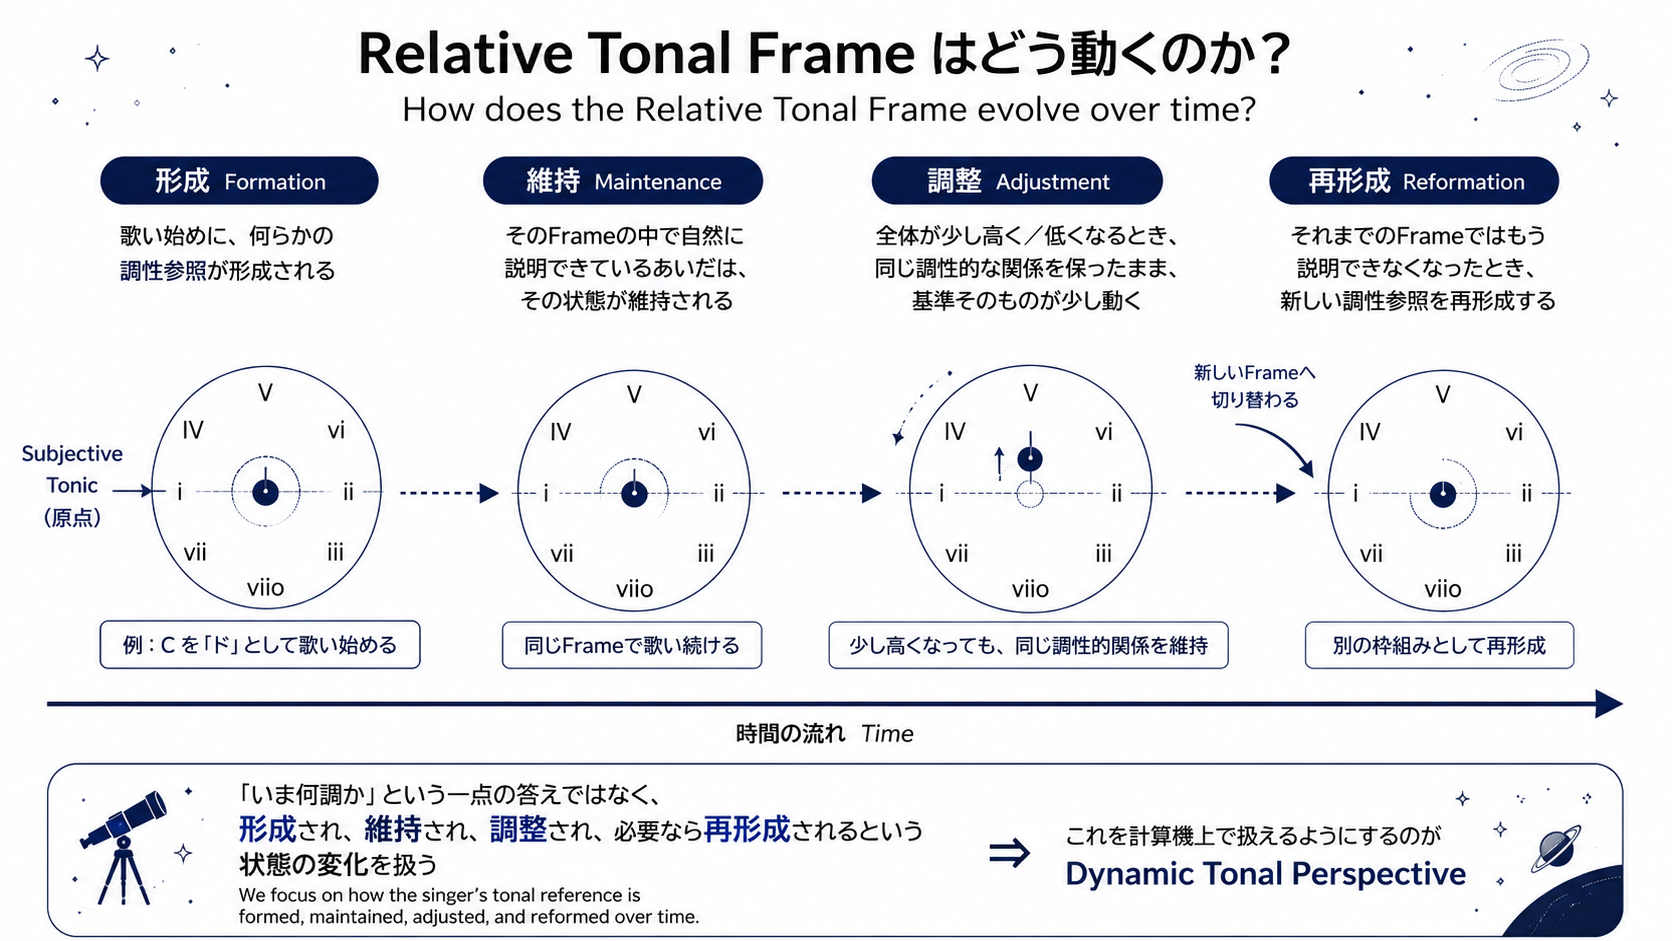 Relative Tonal Frame はどう動くのか？
How does the Relative Tonal Frame evolve over time?
形成 Formation
歌い始めに、何らかの
調性参照が形成される
維持 Maintenance
そのFrameの中で自然に
説明できているあいだは、
その状態が維持される
調整 Adjustment
全体が少し高く／低くなるとき、
同じ調性的な関係を保ったまま、
基準そのものが少し動く
再形成 Reformation
それまでのFrameではもう
説明できなくなったとき、
新しい調性参照を再形成する
Subjective
Tonic
（原点）
V
IV
vi
i
ii
vii
iii
viio
例：C を「ド」として歌い始める
V
IV
vi
i
ii
vii
iii
viio
同じFrameで歌い続ける
V
IV
vi
i
ii
vii
iii
viio
少し高くなっても、同じ調性的関係を維持
新しいFrameへ
切り替わる
V
IV
vi
i
ii
vii
iii
viio
別の枠組みとして再形成
時間の流れ Time
「いま何調か」という一点の答えではなく、
形成され、維持され、調整され、必要なら再形成されるという
状態の変化を扱う
We focus on how the singer's tonal reference is
formed, maintained, adjusted, and reformed over time.
⇒
これを計算機上で扱えるようにするのが
Dynamic Tonal Perspective